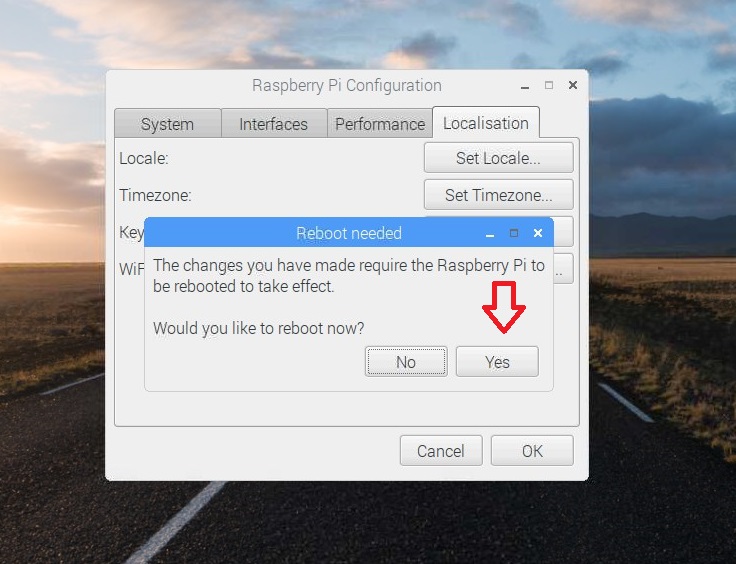 Raspberry Pi Configuration
System Interfaces Performance Localisation
Locale: Set Locale...
Timezone: Set Timezone...
Key
WiF ..
Reboot needed
The changes you have made require the Raspberry Pi to
be rebooted to take effect.
Would you like to reboot now?
No Yes
Cancel OK